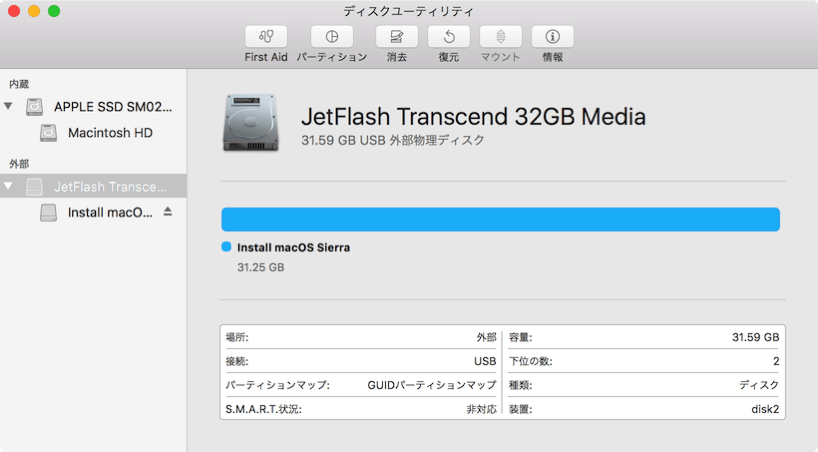 ディスクユーティリティ
First Aid パーティション 消去 復元 マウント 情報
内蔵
APPLE SSD SM02...
Macintosh HD
外部
JetFlash Transce...
Install macO...
JetFlash Transcend 32GB Media
31.59 GB USB 外部物理ディスク
Install macOS Sierra
31.25 GB
場所: 外部 容量: 31.59 GB
接続: USB 下位の数: 2
パーティションマップ: GUIDパーティションマップ 種類: ディスク
S.M.A.R.T.状況: 非対応 装置: disk2